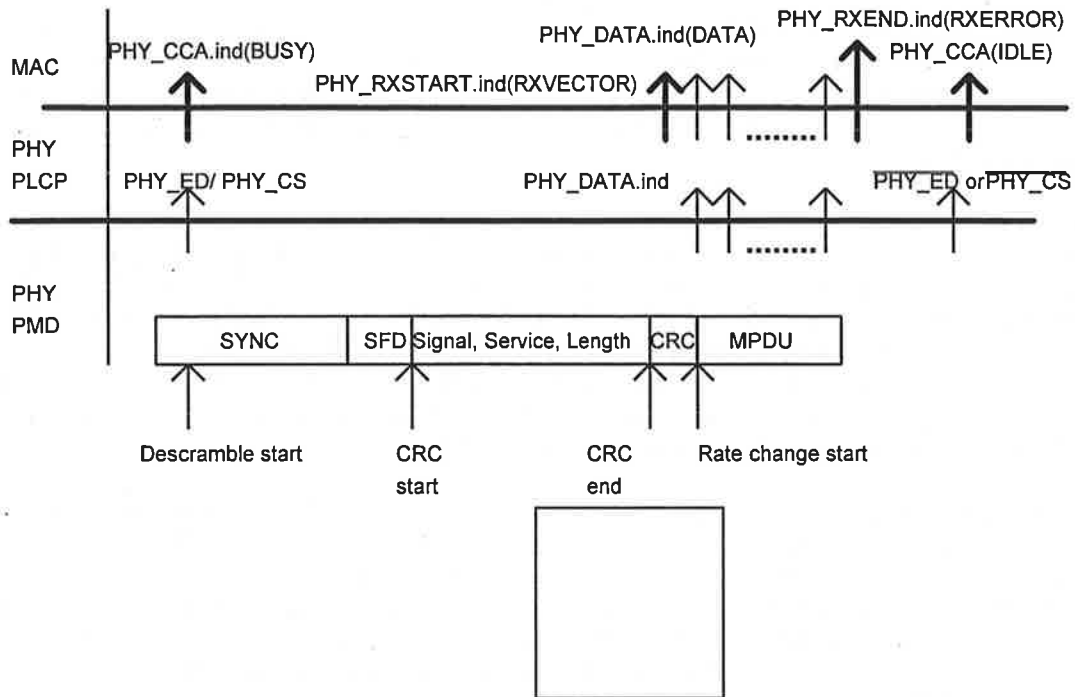 PHY_RXEND.ind(RXERROR)
PHY_DATA.ind(DATA)
PHY_CCA.ind(BUSY)
PHY_CCA(IDLE)
MAC
PHY_RXSTART.ind(RXVECTOR)
PHY
PLCP
PHY_ED/ PHY_CS
PHY_DATA.ind
PHY_ED or PHY_CS
PHY
PMD
SYNC
SFD
Signal, Service, Length
CRC
MPDU
Descramble start
CRC
start
CRC
end
Rate change start